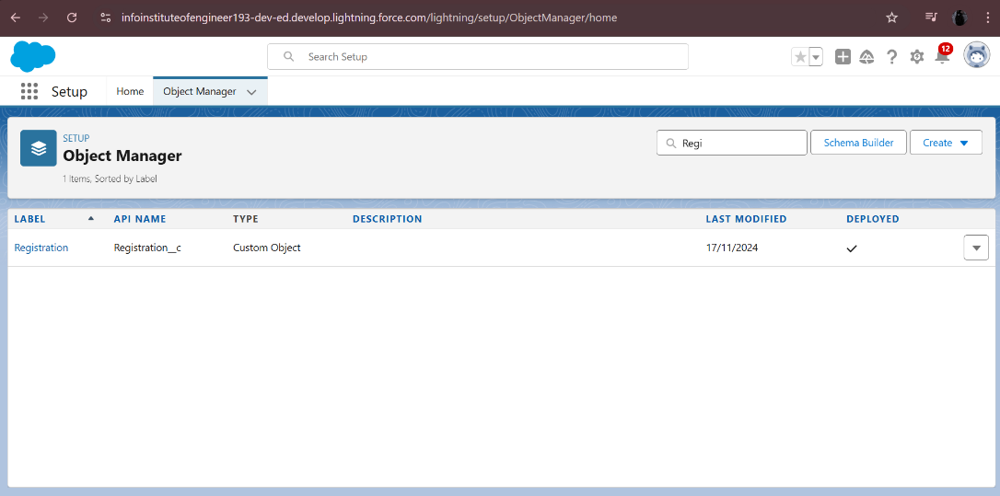 infoinstituteofengineer193-dev-ed.develop.lightning.force.com/lightning/setup/ObjectManager/home
Search Setup
12
Setup
Home
Object Manager
SETUP
Object Manager
1 Items, Sorted by Label
Regi
Schema Builder
Create
LABEL API NAME TYPE DESCRIPTION LAST MODIFIED DEPLOYED
Registration Registration__c Custom Object 17/11/2024